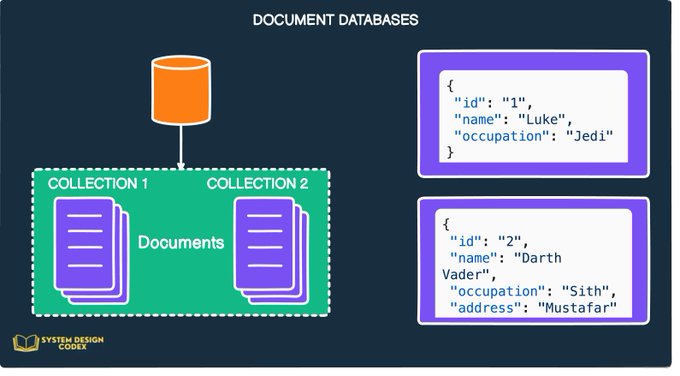 DOCUMENT DATABASES
COLLECTION 1
COLLECTION 2
Documents
{
"id": "1",
"name": "Luke",
"occupation": "Jedi"
}
{
"id": "2",
"name": "Darth
Vader",
"occupation": "Sith",
"address": "Mustafar"
SYSTEM DESIGN
CODEX